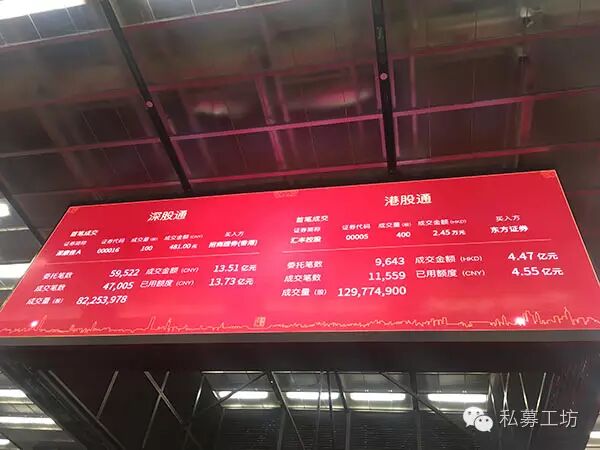 深股通
首笔成交
证券简称 证券代码 成交量(股) 成交金额(CNY) 买入方
000016 100 481.00元 招商证券(香港)
委托笔数 59,522 成交金额(CNY) 13.51亿元
成交笔数 47,005 已用额度(CNY) 13.73亿元
成交量(股) 82,253,978
港股通
首笔成交
证券简称 证券代码 成交量(股) 成交金额(HKD) 买入方
汇丰控股 00005 400 2.45万元 东方证券
委托笔数 9,643 成交金额(CNY) 4.47亿元
成交笔数 11,559 已用额度(CNY) 4.55亿元
成交量(股) 129,774,900
私募工坊